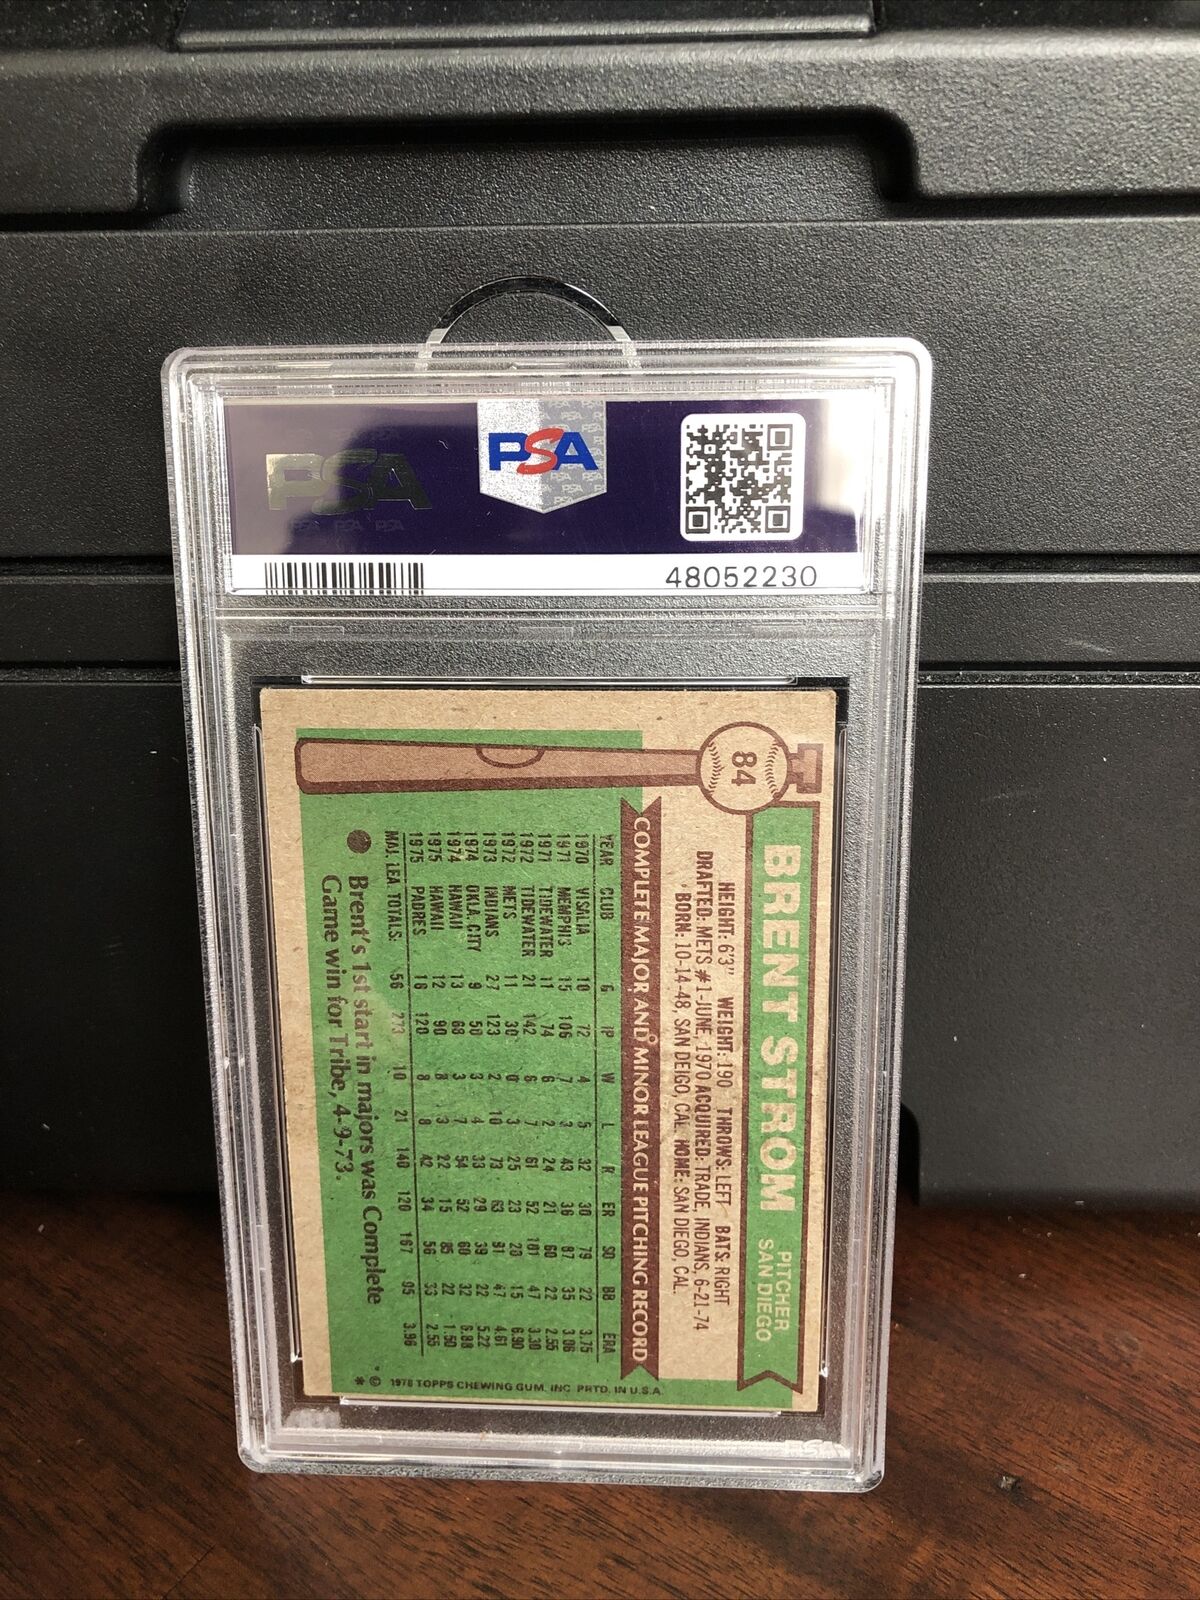 PSA
PSA
48052230
84
BRENT STROM
PITCHER
SAN DIEGO
HEIGHT: 6'3" WEIGHT: 190 THROWS: LEFT BATS: RIGHT
DRAFTED: METS #1-JUNE, 1970 ACQUIRED: TRADE, INDIANS, 6-21-74
BORN: 10-14-48, SAN DEIGO, CAL. HOME: SAN DIEGO, CAL.
COMPLETE MAJOR AND MINOR LEAGUE PITCHING RECORD
YEAR CLUB G IP W L R ER SO BB ERA
1970 VISALIA 10 72 4 5 32 30 79 22 3.75
1971 MEMPHIS 15 106 7 3 43 36 87 35 3.06
1971 TIDEWATER 11 74 6 2 24 21 60 22 2.55
1972 TIDEWATER 21 142 6 7 61 52 101 47 3.30
1972 METS 11 30 0 3 25 23 20 15 6.90
1973 INDIANS 27 123 2 10 73 63 91 47 4.61
1974 OKLA. CITY 9 50 3 4 33 29 39 22 5.22
1974 HAWAII 13 68 3 7 54 52 60 32 6.88
1975 HAWAII 12 90 8 3 22 15 85 22 1.50
1975 PADRES 18 120 8 8 42 34 56 33 2.55
MAJ. LEA. TOTALS: 56 273 10 21 140 120 167 95 3.96
Brent's 1st start in majors was Complete
Game win for Tribe, 4-9-73.
* © 1976 TOPPS CHEWING GUM, INC. PRTD. IN U.S.A.